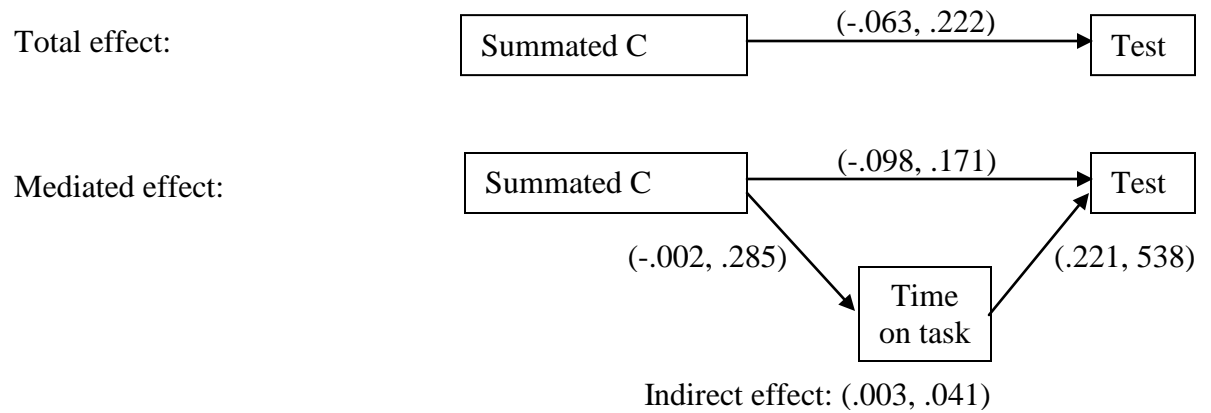 Total effect:
Summated C
(-.063, .222)
Test
Mediated effect:
Summated C
(-.098, .171)
Test
(-.002, .285)
(.221, 538)
Time
on task
Indirect effect: (.003, .041)